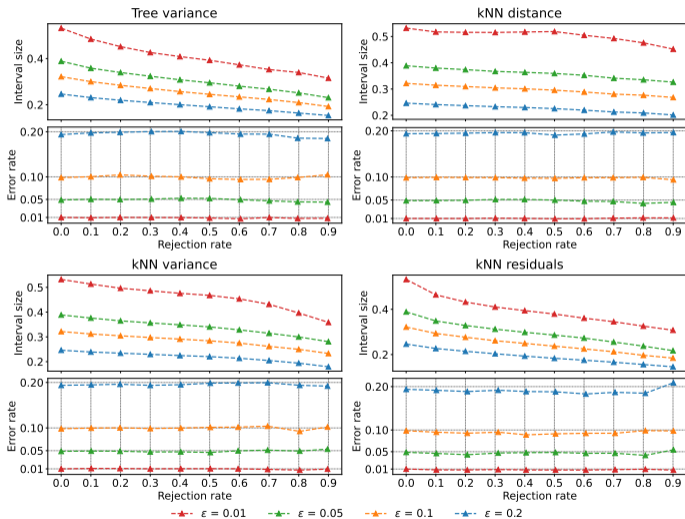 Tree variance
Interval size
0.4
0.2
Error rate
0.20
0.10
0.05
0.01
0.0 0.1 0.2 0.3 0.4 0.5 0.6 0.7 0.8 0.9
Rejection rate
kNN distance
Interval size
0.5
0.4
0.3
0.2
Error rate
0.20
0.10
0.05
0.01
0.0 0.1 0.2 0.3 0.4 0.5 0.6 0.7 0.8 0.9
Rejection rate
kNN variance
Interval size
0.5
0.4
0.3
0.2
Error rate
0.20
0.10
0.05
0.01
0.0 0.1 0.2 0.3 0.4 0.5 0.6 0.7 0.8 0.9
Rejection rate
kNN residuals
Interval size
0.4
0.2
Error rate
0.20
0.10
0.05
0.01
0.0 0.1 0.2 0.3 0.4 0.5 0.6 0.7 0.8 0.9
Rejection rate
ε = 0.01 ε = 0.05 ε = 0.1 ε = 0.2